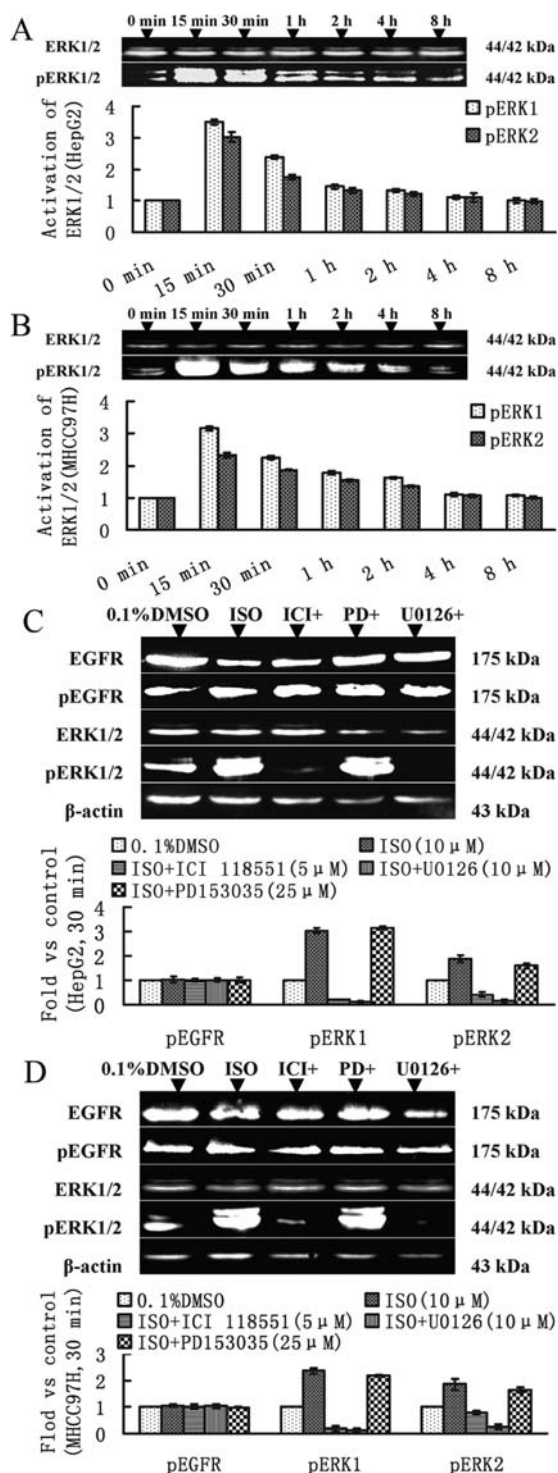 A
0 min 15 min 30 min 1 h 2 h 4 h 8 h
ERK1/2 44/42 kDa
pERK1/2 44/42 kDa
Activation of
ERK1/2(HepG2)
4
3
2
1
0
pERK1
pERK2
0 min 15 min 30 min 1 h 2 h 4 h 8 h
B
0 min 15 min 30 min 1 h 2 h 4 h 8 h
ERK1/2 44/42 kDa
pERK1/2 44/42 kDa
Activation of
ERK1/2(MHCC97H)
4
3
2
1
0
pERK1
pERK2
0 min 15 min 30 min 1 h 2 h 4 h 8 h
C
0.1%DMSO ISO ICI+ PD+ U0126+
EGFR 175 kDa
pEGFR 175 kDa
ERK1/2 44/42 kDa
pERK1/2 44/42 kDa
β-actin 43 kDa
0.1%DMSO ISO(10μM)
ISO+ICI 118551(5μM) ISO+U0126(10μM)
ISO+PD153035(25μM)
Fold vs control
(HepG2, 30 min)
4
3
2
1
0
pEGFR pERK1 pERK2
D
0.1%DMSO ISO ICI+ PD+ U0126+
EGFR 175 kDa
pEGFR 175 kDa
ERK1/2 44/42 kDa
pERK1/2 44/42 kDa
β-actin 43 kDa
0.1%DMSO ISO(10μM)
ISO+ICI 118551(5μM) ISO+U0126(10μM)
ISO+PD153035(25μM)
Flod vs control
(MHCC97H, 30 min)
3
2
1
0
pEGFR pERK1 pERK2